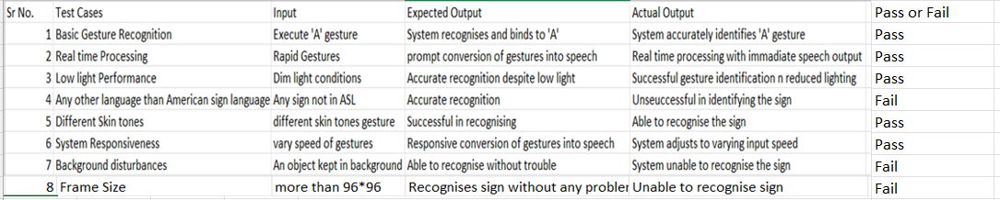 Sr No. Test Cases Input Expected Output Actual Output Pass or Fail
1 Basic Gesture Recognition Execute 'A' gesture System recognises and binds to 'A' System accurately identifies 'A' gesture Pass
2 Real time Processing Rapid Gestures prompt conversion of gestures into speech Real time processing with immadiate speech output Pass
3 Low light Performance Dim light conditions Accurate recognition despite low light Successful gesture identification n reduced lighting Pass
4 Any other language than American sign language Any sign not in ASL Accurate recognition Unseuccessful in identifying the sign Fail
5 Different Skin tones different skin tones gesture Successful in recognising Able to recognise the sign Pass
6 System Responsiveness vary speed of gestures Responsive conversion of gestures into speech System adjusts to varying input speed Pass
7 Background disturbances An object kept in background Able to recognise without trouble System unable to recognise the sign Fail
8 Frame Size more than 96*96 Recognises sign without any probler Unable to recognise sign Fail